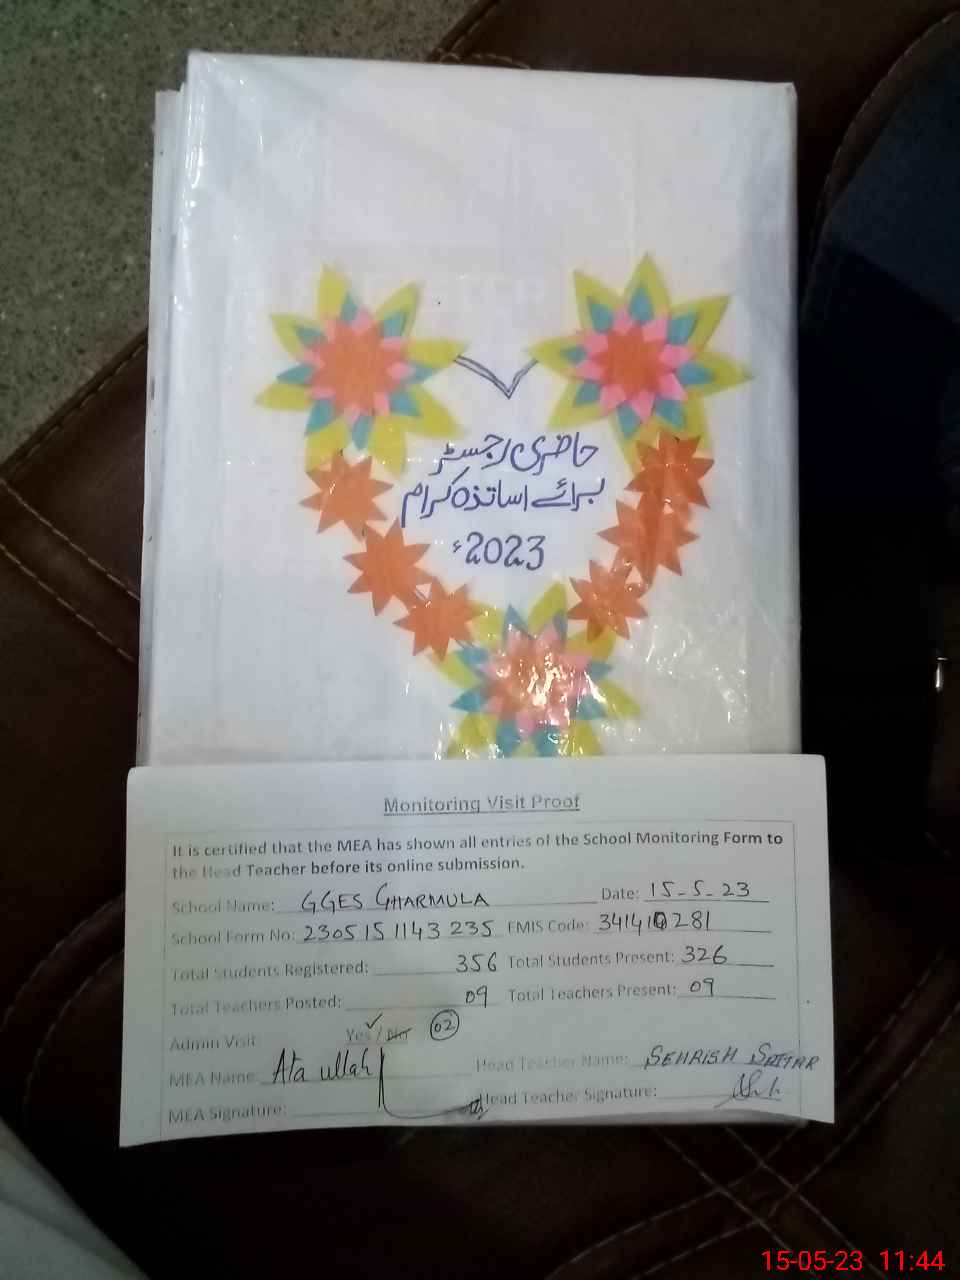 حاضری رجسٹر
برائے اساتذہ کرام
2023ء
Monitoring Visit Proof
It is certified that the MEA has shown all entries of the School Monitoring Form to
the Head Teacher before its online submission.
School Name: GGES GHARMULA Date: 15-5-23
School Form No: 2305151143235 EMIS Code: 34141 281
Total Students Registered: 356 Total Students Present: 326
Total Teachers Posted: 09 Total Teachers Present: 09
Admin Visit: Yes ✓ / No 02
MEA Name: Ata ullah Head Teacher Name: SEHRISH SATTAR
MEA Signature: Head Teacher Signature:
15-05-23 11:44